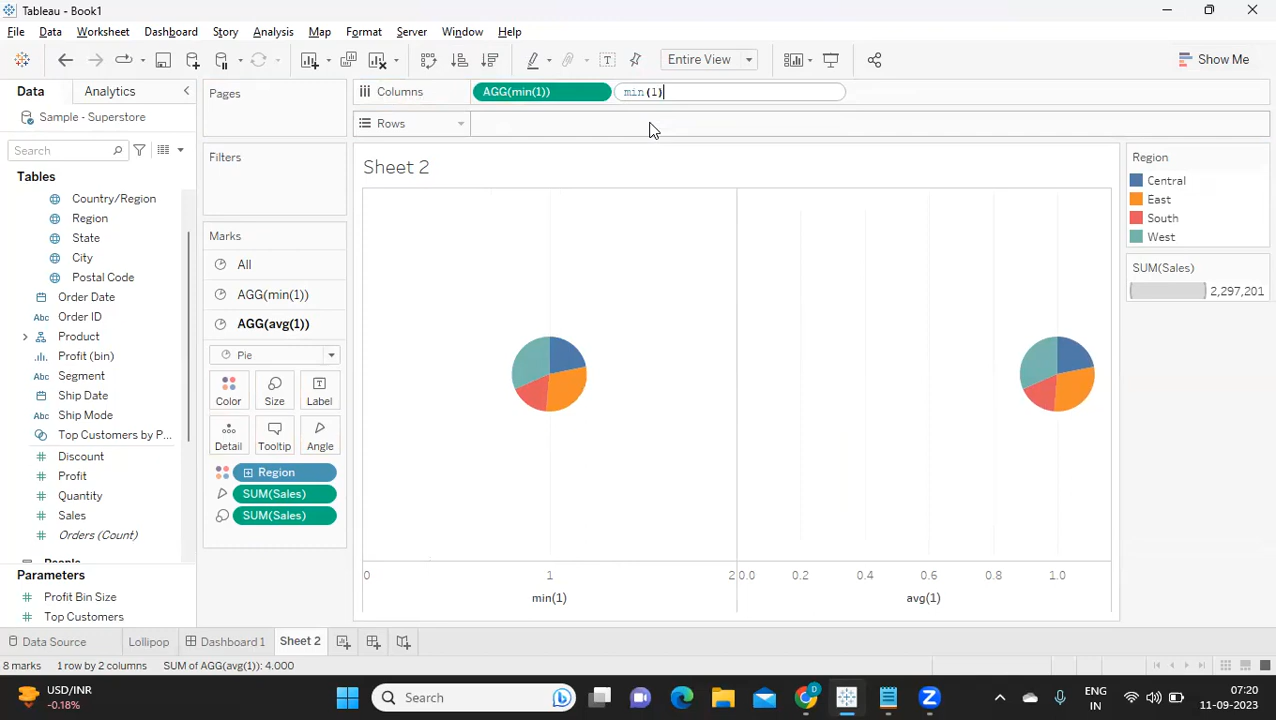 Tableau - Book1
File Data Worksheet Dashboard Story Analysis Map Format Server Window Help
Entire View
Show Me
Data Analytics
Sample - Superstore
Search
Tables
Country/Region
Region
State
City
Postal Code
Order Date
Abc Order ID
Product
Profit (bin)
Abc Segment
Ship Date
Abc Ship Mode
Top Customers by P...
Discount
Profit
Quantity
Sales
Orders (Count)
Parameters
Profit Bin Size
Top Customers
Pages
Filters
Marks
All
AGG(min(1))
AGG(avg(1))
Pie
Color Size Label
Detail Tooltip Angle
Region
SUM(Sales)
SUM(Sales)
Columns AGG(min(1)) min(1)
Rows
Sheet 2
0 1 2 0.0 0.2 0.4 0.6 0.8 1.0
min(1) avg(1)
Region
Central
East
South
West
SUM(Sales)
2,297,201
Data Source Lollipop Dashboard 1 Sheet 2
8 marks 1 row by 2 columns SUM of AGG(avg(1)): 4.000
USD/INR
-0.18%
Search
ENG
IN
07:20
11-09-2023